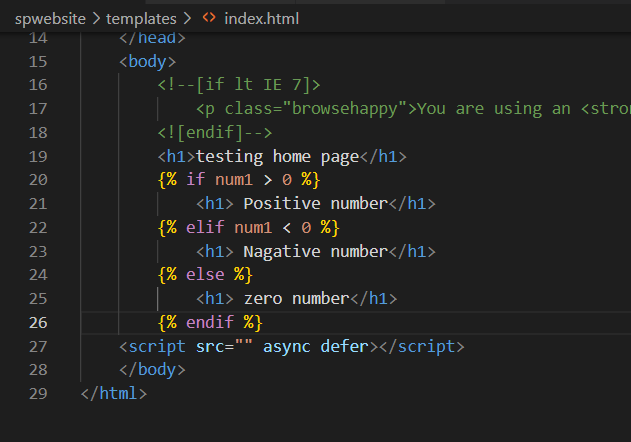 spwebsite > templates > <> index.html
14 </head>
15 <body>
16 <!--[if lt IE 7]>
17 <p class="browsehappy">You are using an
18 <![endif]-->
19 <h1>testing home page</h1>
20 {% if num1 > 0 %}
21 <h1> Positive number</h1>
22 {% elif num1 < 0 %}
23 <h1> Nagative number</h1>
24 {% else %}
25 <h1> zero number</h1>
26 {% endif %}
27 <script src="" async defer></script>
28 </body>
29 </html>